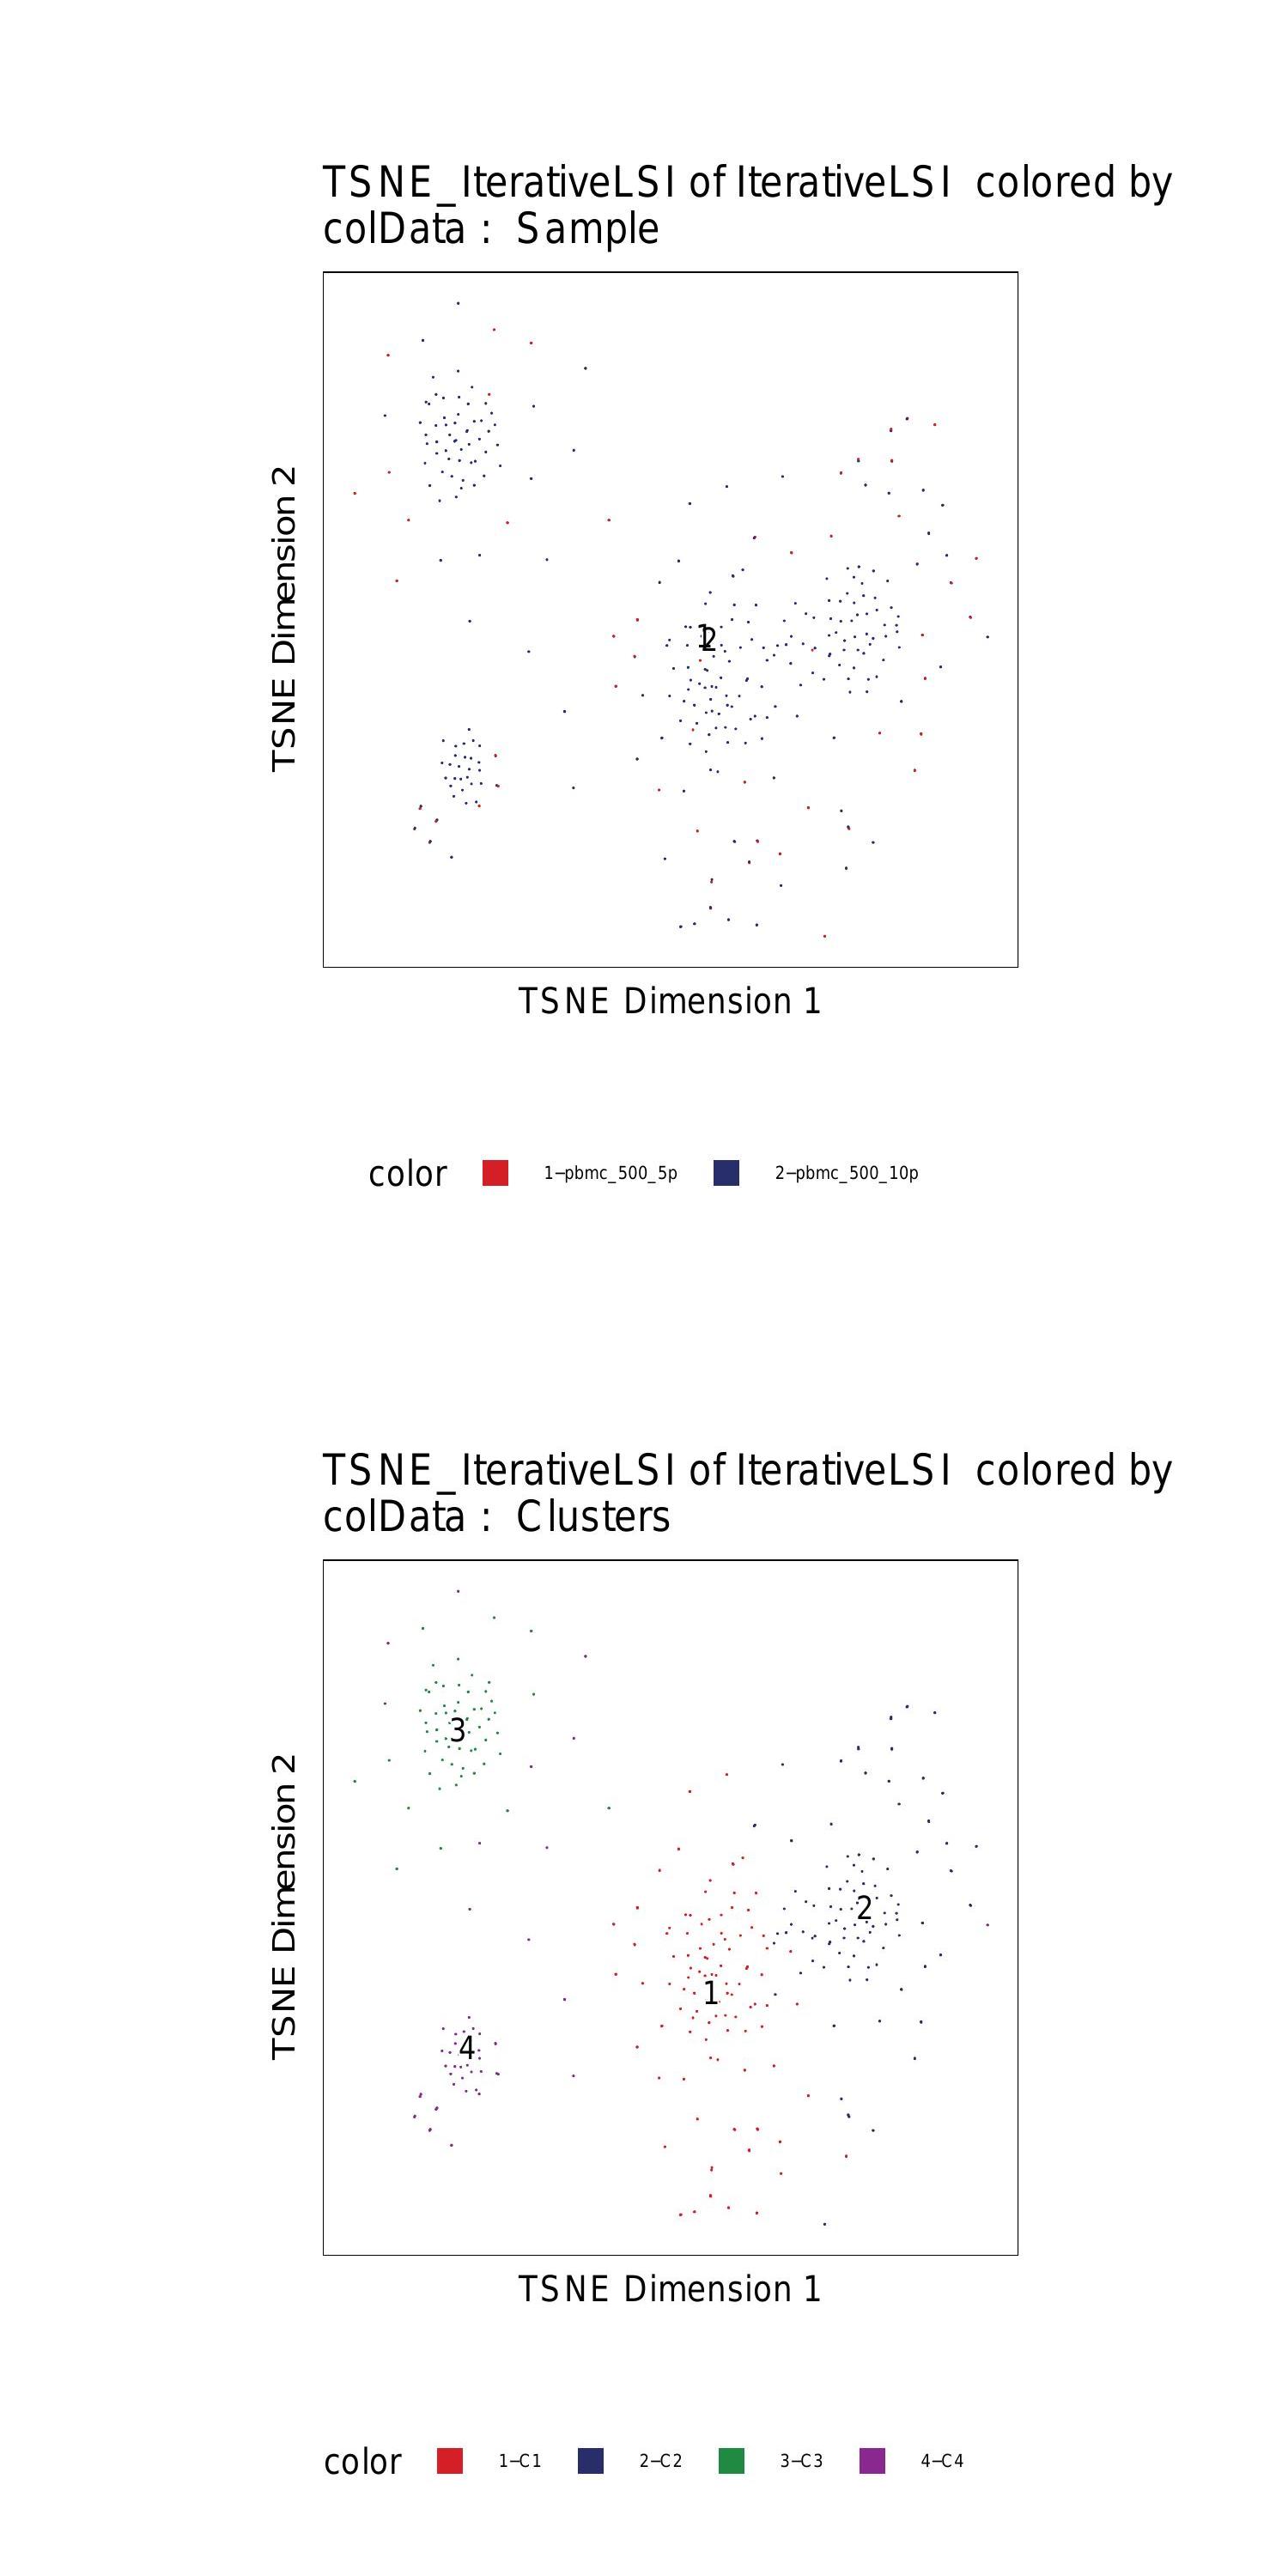 TSNE_IterativeLSI of IterativeLSI colored by
colData : Sample
TSNE Dimension 2
1
2
TSNE Dimension 1
color 1-pbmc_500_5p 2-pbmc_500_10p
TSNE_IterativeLSI of IterativeLSI colored by
colData : Clusters
TSNE Dimension 2
3
2
1
4
TSNE Dimension 1
color 1-C1 2-C2 3-C3 4-C4